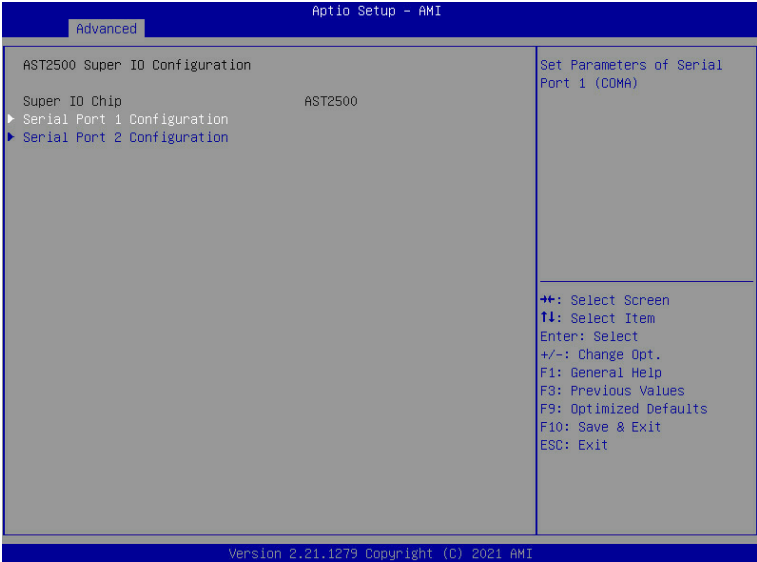 Aptio Setup – AMI
Advanced
AST2500 Super IO Configuration
Super IO Chip AST2500
Serial Port 1 Configuration
Serial Port 2 Configuration
Set Parameters of Serial
Port 1 (COMA)
→←: Select Screen
↑↓: Select Item
Enter: Select
+/-: Change Opt.
F1: General Help
F3: Previous Values
F9: Optimized Defaults
F10: Save & Exit
ESC: Exit
Version 2.21.1279 Copyright (C) 2021 AMI